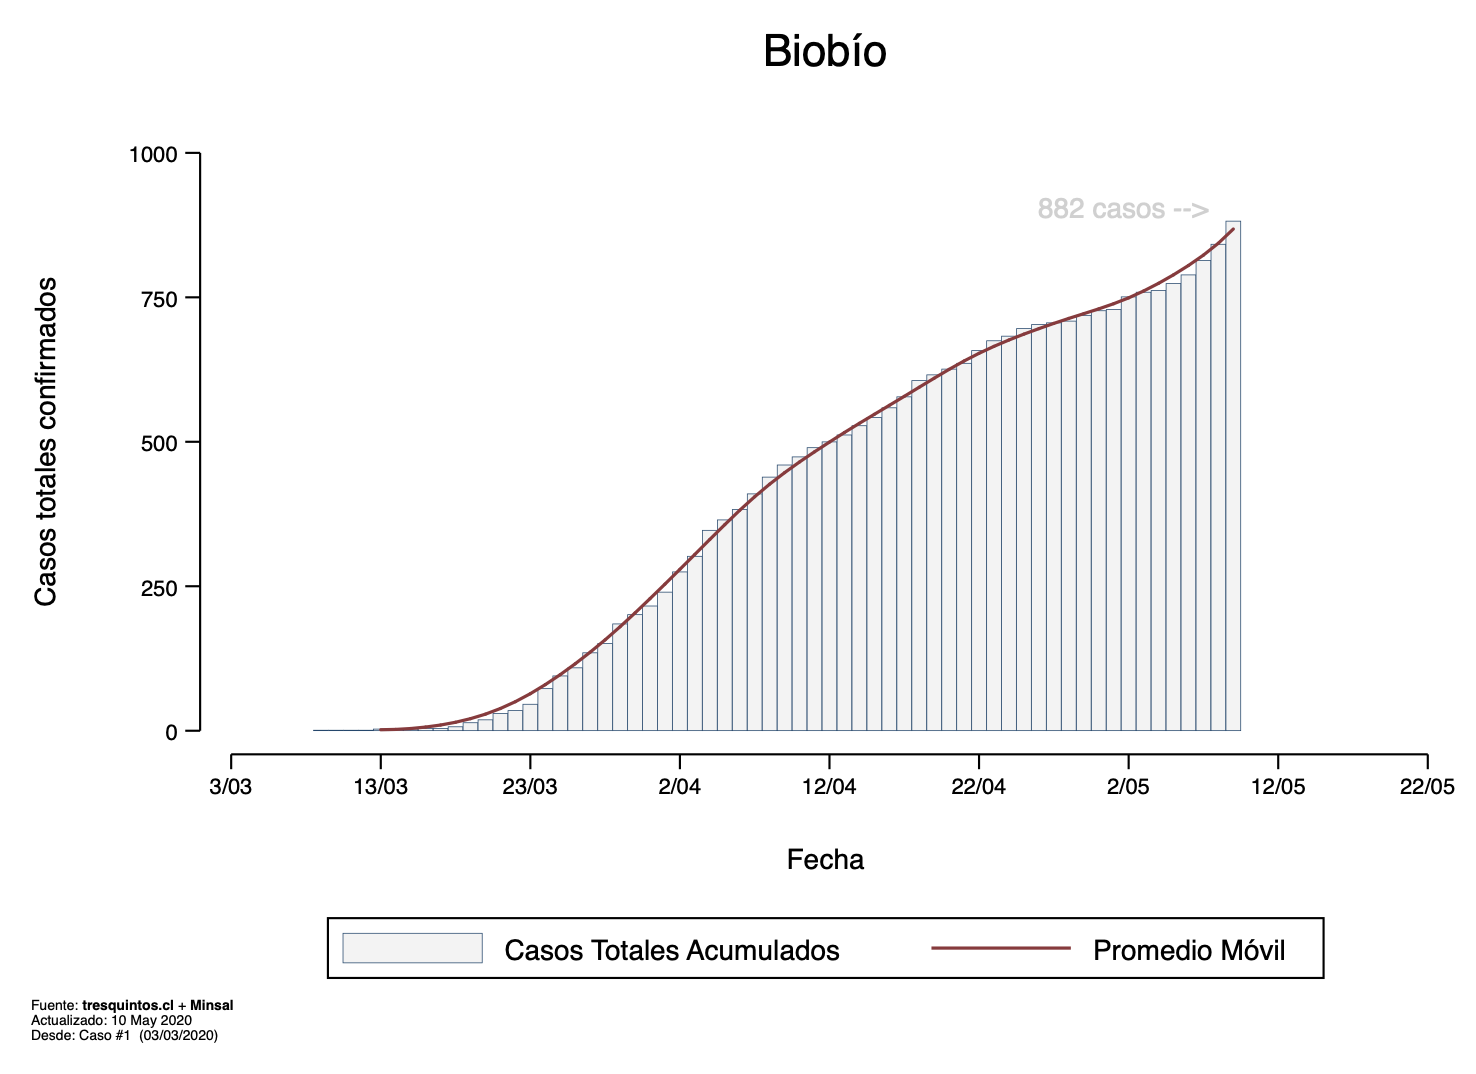 Biobío
1000
750
500
250
0
Casos totales confirmados
882 casos -->
3/03 13/03 23/03 2/04 12/04 22/04 2/05 12/05 22/05
Fecha
Casos Totales Acumulados Promedio Móvil
Fuente: tresquintos.cl + Minsal
Actualizado: 10 May 2020
Desde: Caso #1 (03/03/2020)